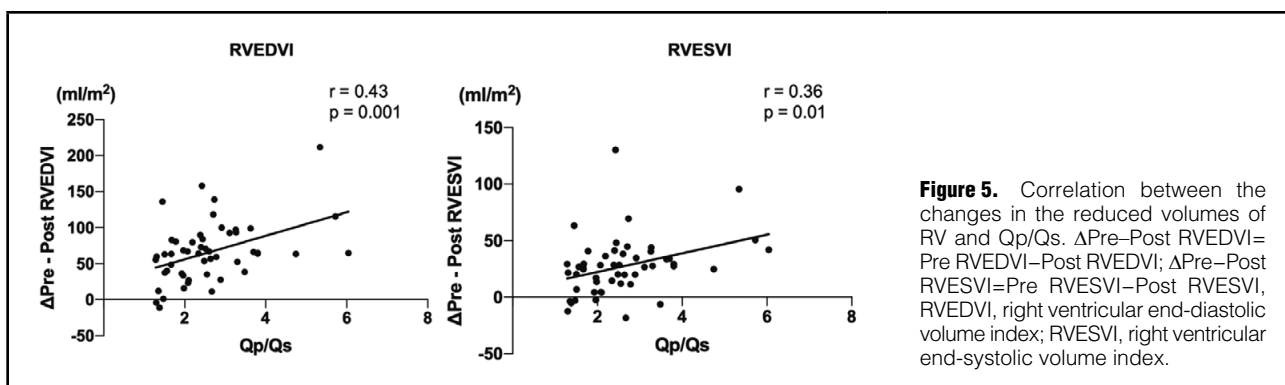 RVEDVI
(ml/m²)
r = 0.43
p = 0.001
250
200
150
100
50
0
-50
ΔPre - Post RVEDVI
2
4
6
8
Qp/Qs
RVESVI
(ml/m²)
r = 0.36
p = 0.01
150
100
50
0
-50
ΔPre - Post RVESVI
2
4
6
8
Qp/Qs
Figure 5. Correlation between the
changes in the reduced volumes of
RV and Qp/Qs. ΔPre–Post RVEDVI=
Pre RVEDVI–Post RVEDVI; ΔPre–Post
RVESVI=Pre RVESVI–Post RVESVI,
RVEDVI, right ventricular end-diastolic
volume index; RVESVI, right ventricular
end-systolic volume index.